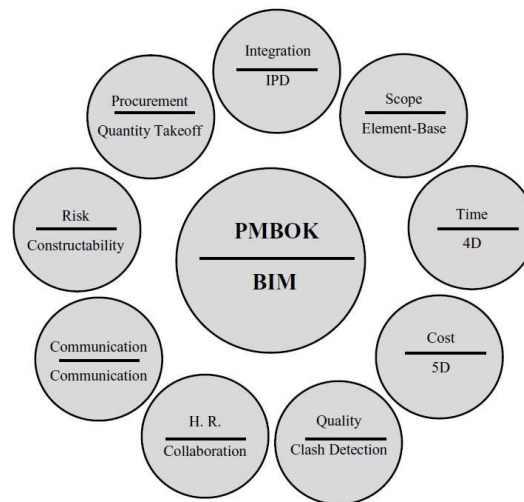 Integration
IPD
Scope
Element-Base
Time
4D
Cost
5D
Quality
Clash Detection
H. R.
Collaboration
Communication
Communication
Risk
Constructability
Procurement
Quantity Takeoff
PMBOK
BIM